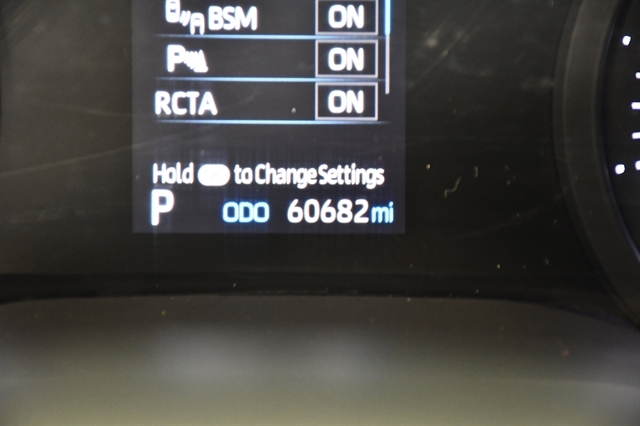 BSM ON
P ON
RCTA ON
Hold to Change Settings
P ODO 60682 mi